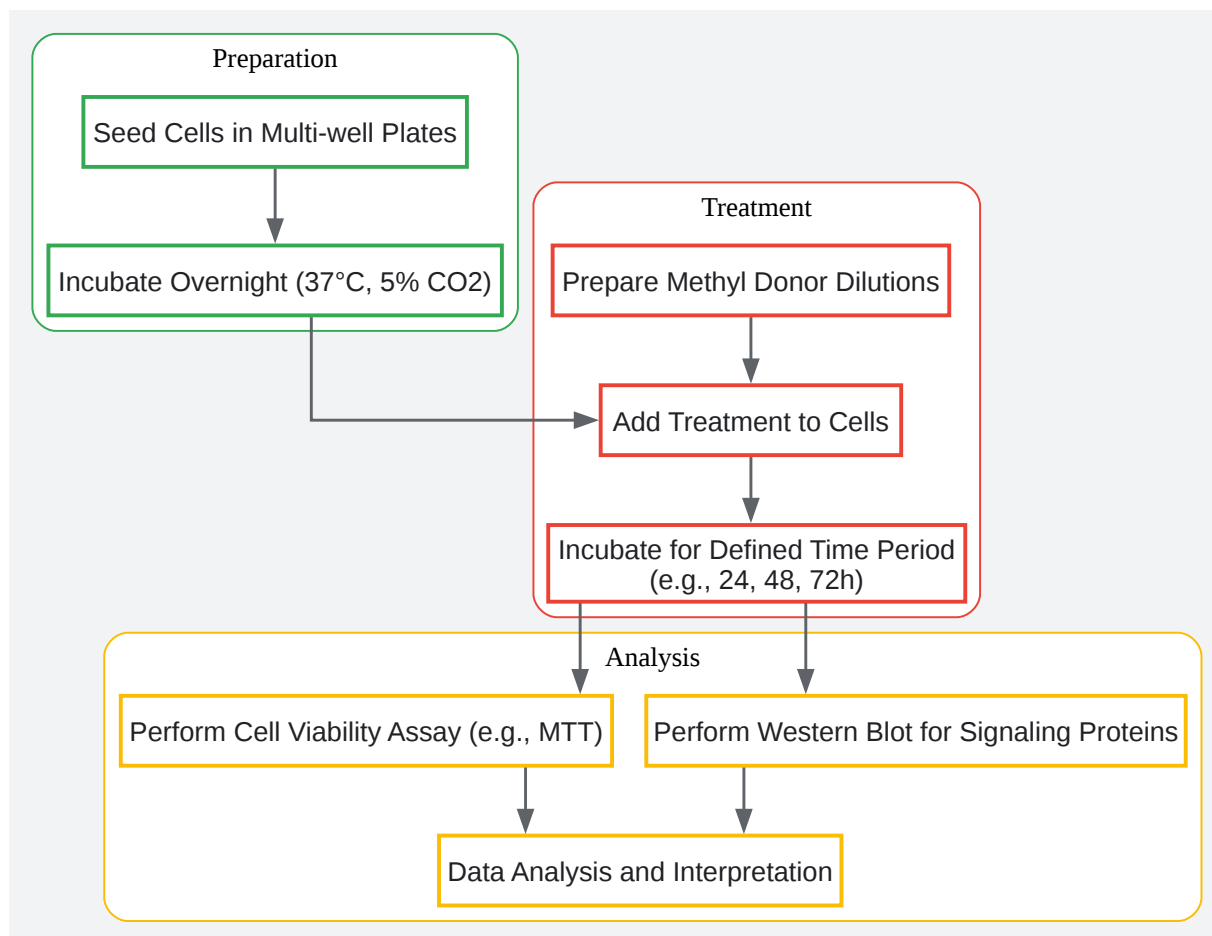 Preparation
Seed Cells in Multi-well Plates
Incubate Overnight (37°C, 5% CO2)
Treatment
Prepare Methyl Donor Dilutions
Add Treatment to Cells
Incubate for Defined Time Period
(e.g., 24, 48, 72h)
Analysis
Perform Cell Viability Assay (e.g., MTT)
Perform Western Blot for Signaling Proteins
Data Analysis and Interpretation